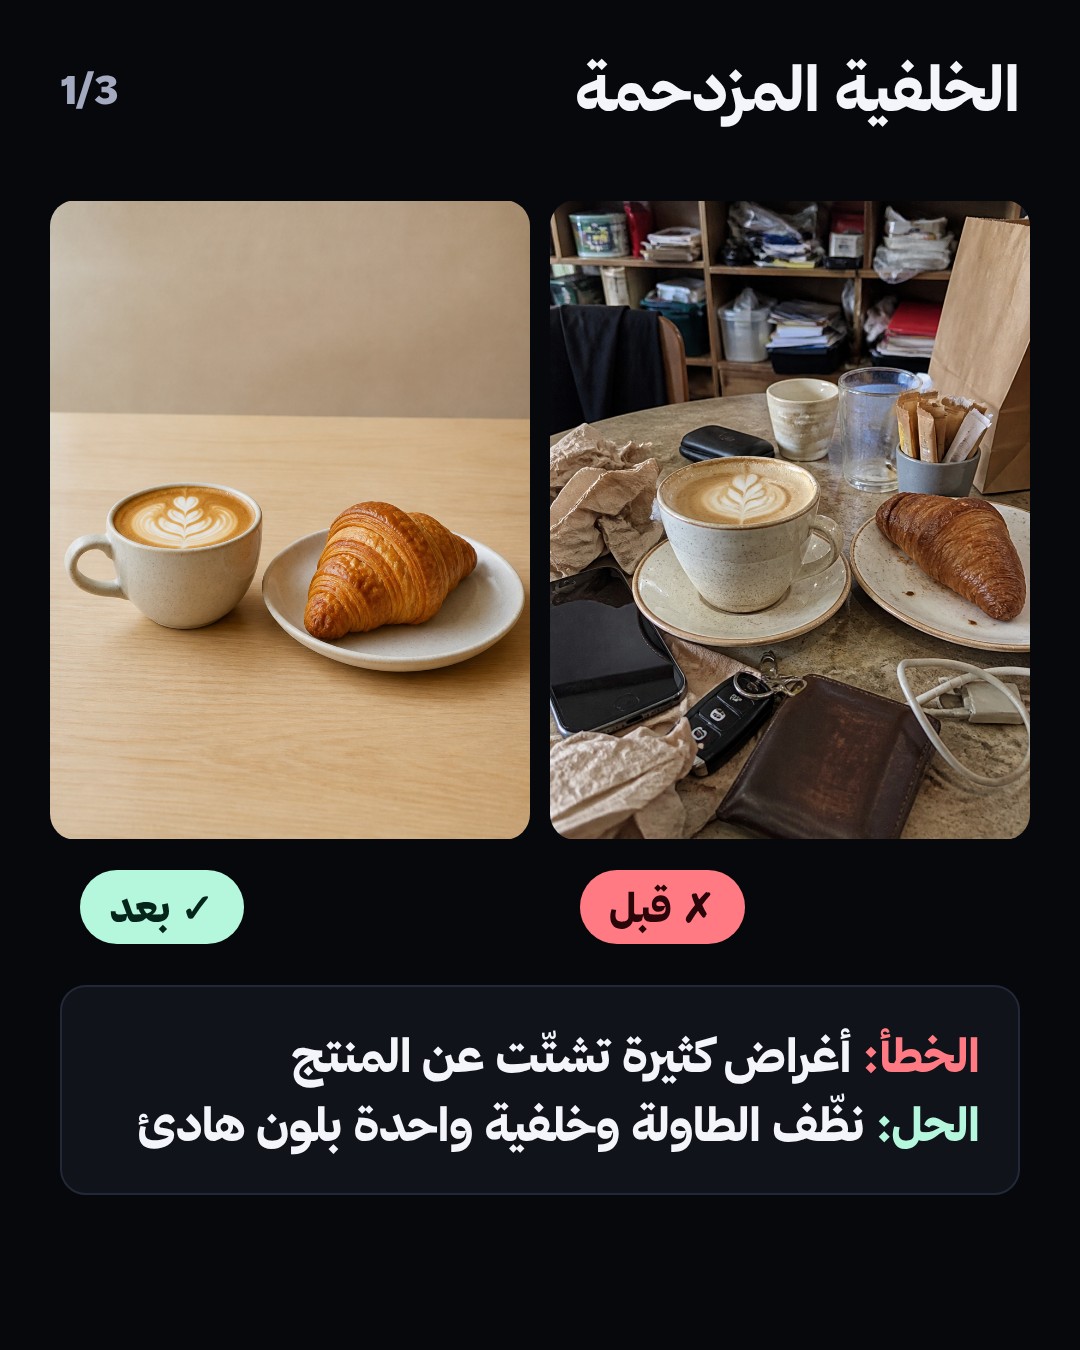 الخلفية المزدحمة
1/3
✗ قبل
✓ بعد
الخطأ: أغراض كثيرة تشتّت عن المنتج
الحل: نظّف الطاولة وخلفية واحدة بلون هادئ